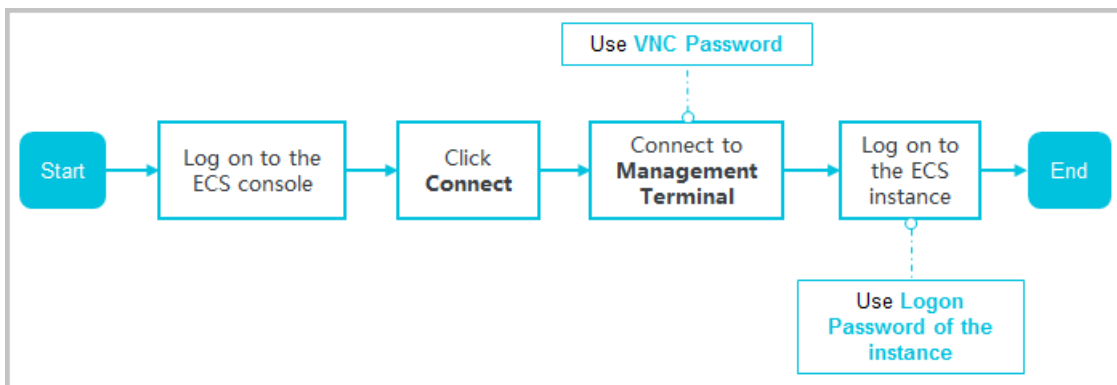 Use VNC Password
Start
Log on to the
ECS console
Click
Connect
Connect to
Management
Terminal
Log on to
the ECS
instance
End
Use Logon
Password of the
instance